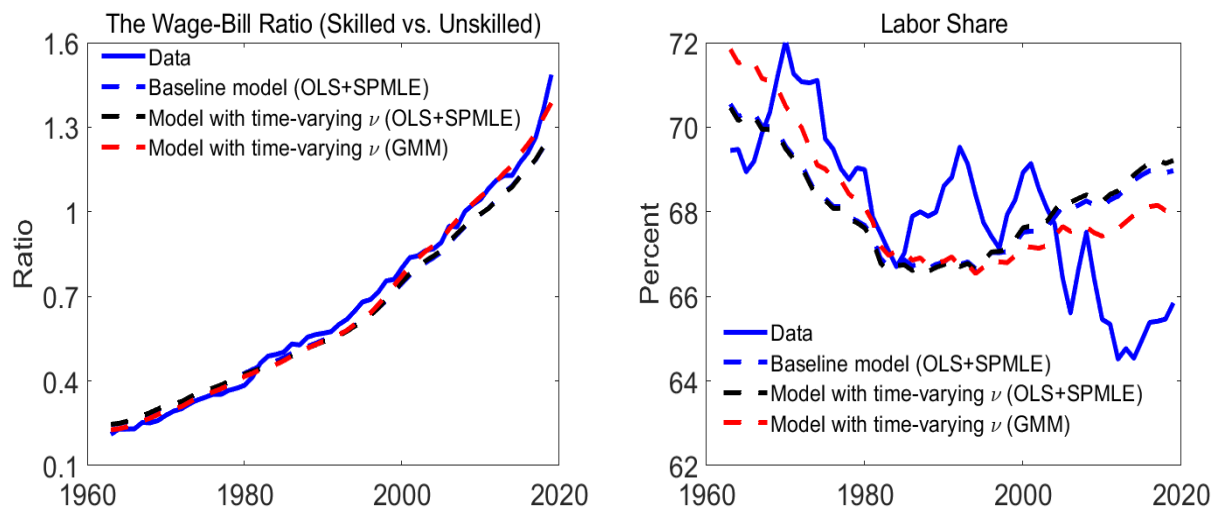 The Wage-Bill Ratio (Skilled vs. Unskilled)
1.6
1.3
1
0.7
0.4
0.1
Ratio
Data
Baseline model (OLS+SPMLE)
Model with time-varying ν (OLS+SPMLE)
Model with time-varying ν (GMM)
1960
1980
2000
2020
Labor Share
72
70
68
66
64
62
Percent
Data
Baseline model (OLS+SPMLE)
Model with time-varying ν (OLS+SPMLE)
Model with time-varying ν (GMM)
1960
1980
2000
2020